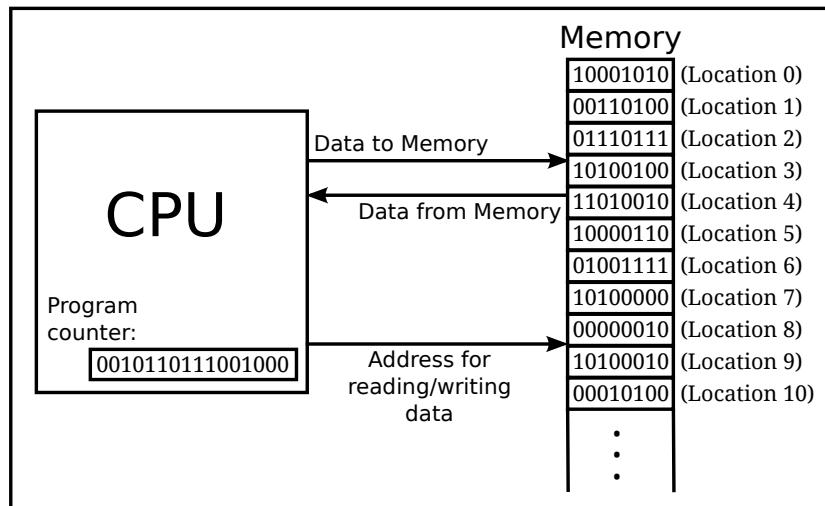 Memory
10001010 (Location 0)
00110100 (Location 1)
01110111 (Location 2)
10100100 (Location 3)
11010010 (Location 4)
10000110 (Location 5)
01001111 (Location 6)
10100000 (Location 7)
00000010 (Location 8)
10100010 (Location 9)
00010100 (Location 10)
Data to Memory
Data from Memory
CPU
Program
counter:
0010110111001000
Address for
reading/writing
data